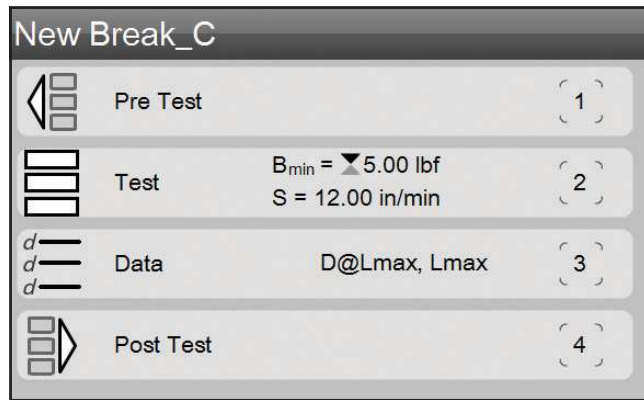 New Break_C
Pre Test
1
Test
Bmin = 5.00 lbf
S = 12.00 in/min
2
d
d
d
Data
D@Lmax, Lmax
3
Post Test
4